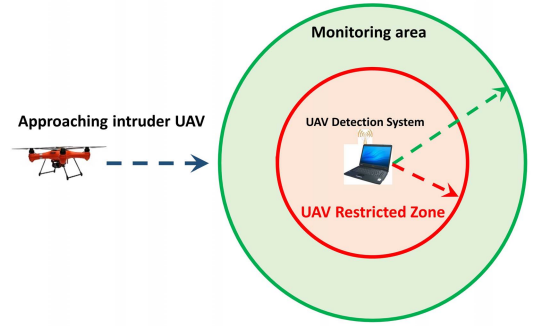 Monitoring area
Approaching intruder UAV
UAV Detection System
UAV Restricted Zone